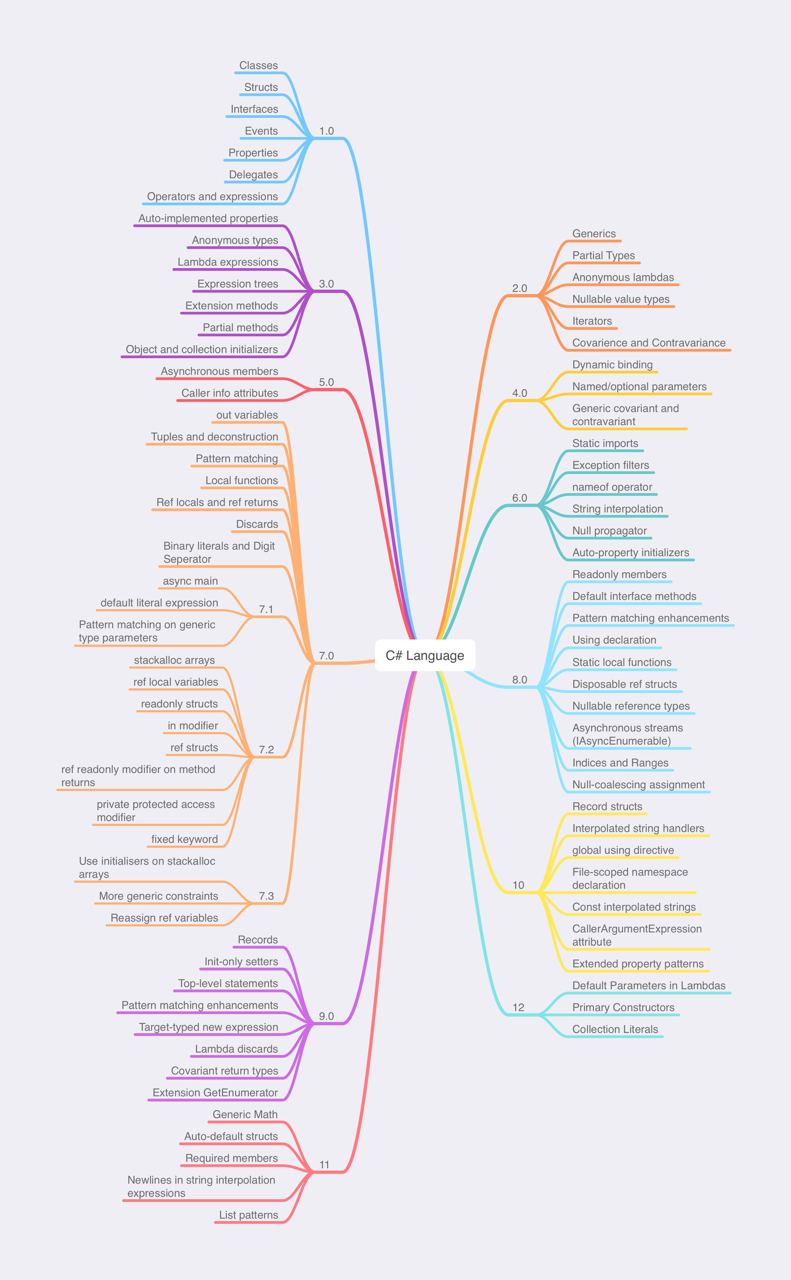 C# Language
1.0
Classes
Structs
Interfaces
Events
Properties
Delegates
Operators and expressions
3.0
Auto-implemented properties
Anonymous types
Lambda expressions
Expression trees
Extension methods
Partial methods
Object and collection initializers
5.0
Asynchronous members
Caller info attributes
7.0
out variables
Tuples and deconstruction
Pattern matching
Local functions
Ref locals and ref returns
Discards
Binary literals and Digit
Seperator
7.1
async main
default literal expression
Pattern matching on generic
type parameters
7.2
stackalloc arrays
ref local variables
readonly structs
in modifier
ref structs
ref readonly modifier on method
returns
private protected access
modifier
fixed keyword
7.3
Use initialisers on stackalloc
arrays
More generic constraints
Reassign ref variables
9.0
Records
Init-only setters
Top-level statements
Pattern matching enhancements
Target-typed new expression
Lambda discards
Covariant return types
Extension GetEnumerator
11
Generic Math
Auto-default structs
Required members
Newlines in string interpolation
expressions
List patterns
2.0
Generics
Partial Types
Anonymous lambdas
Nullable value types
Iterators
Covarience and Contravariance
4.0
Dynamic binding
Named/optional parameters
Generic covariant and
contravariant
6.0
Static imports
Exception filters
nameof operator
String interpolation
Null propagator
Auto-property initializers
8.0
Readonly members
Default interface methods
Pattern matching enhancements
Using declaration
Static local functions
Disposable ref structs
Nullable reference types
Asynchronous streams
(IAsyncEnumerable)
Indices and Ranges
Null-coalescing assignment
10
Record structs
Interpolated string handlers
global using directive
File-scoped namespace
declaration
Const interpolated strings
CallerArgumentExpression
attribute
Extended property patterns
12
Default Parameters in Lambdas
Primary Constructors
Collection Literals